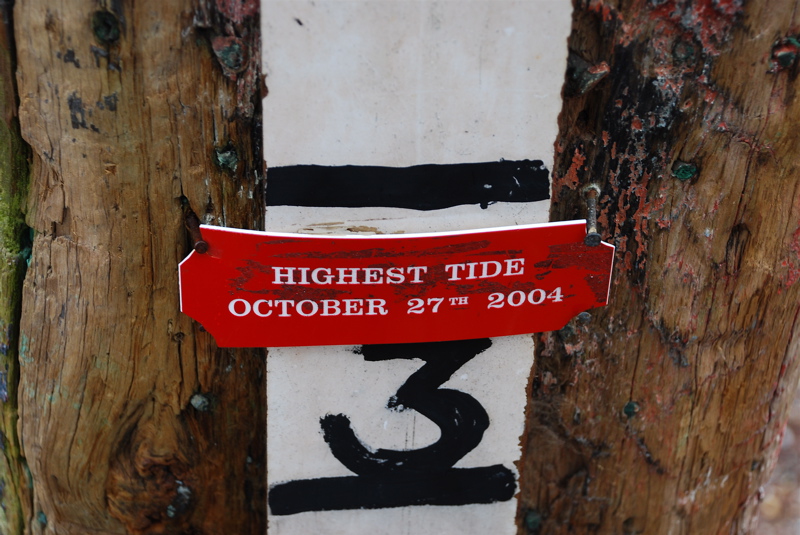 HIGHEST TIDE
OCTOBER 27TH 2004
3